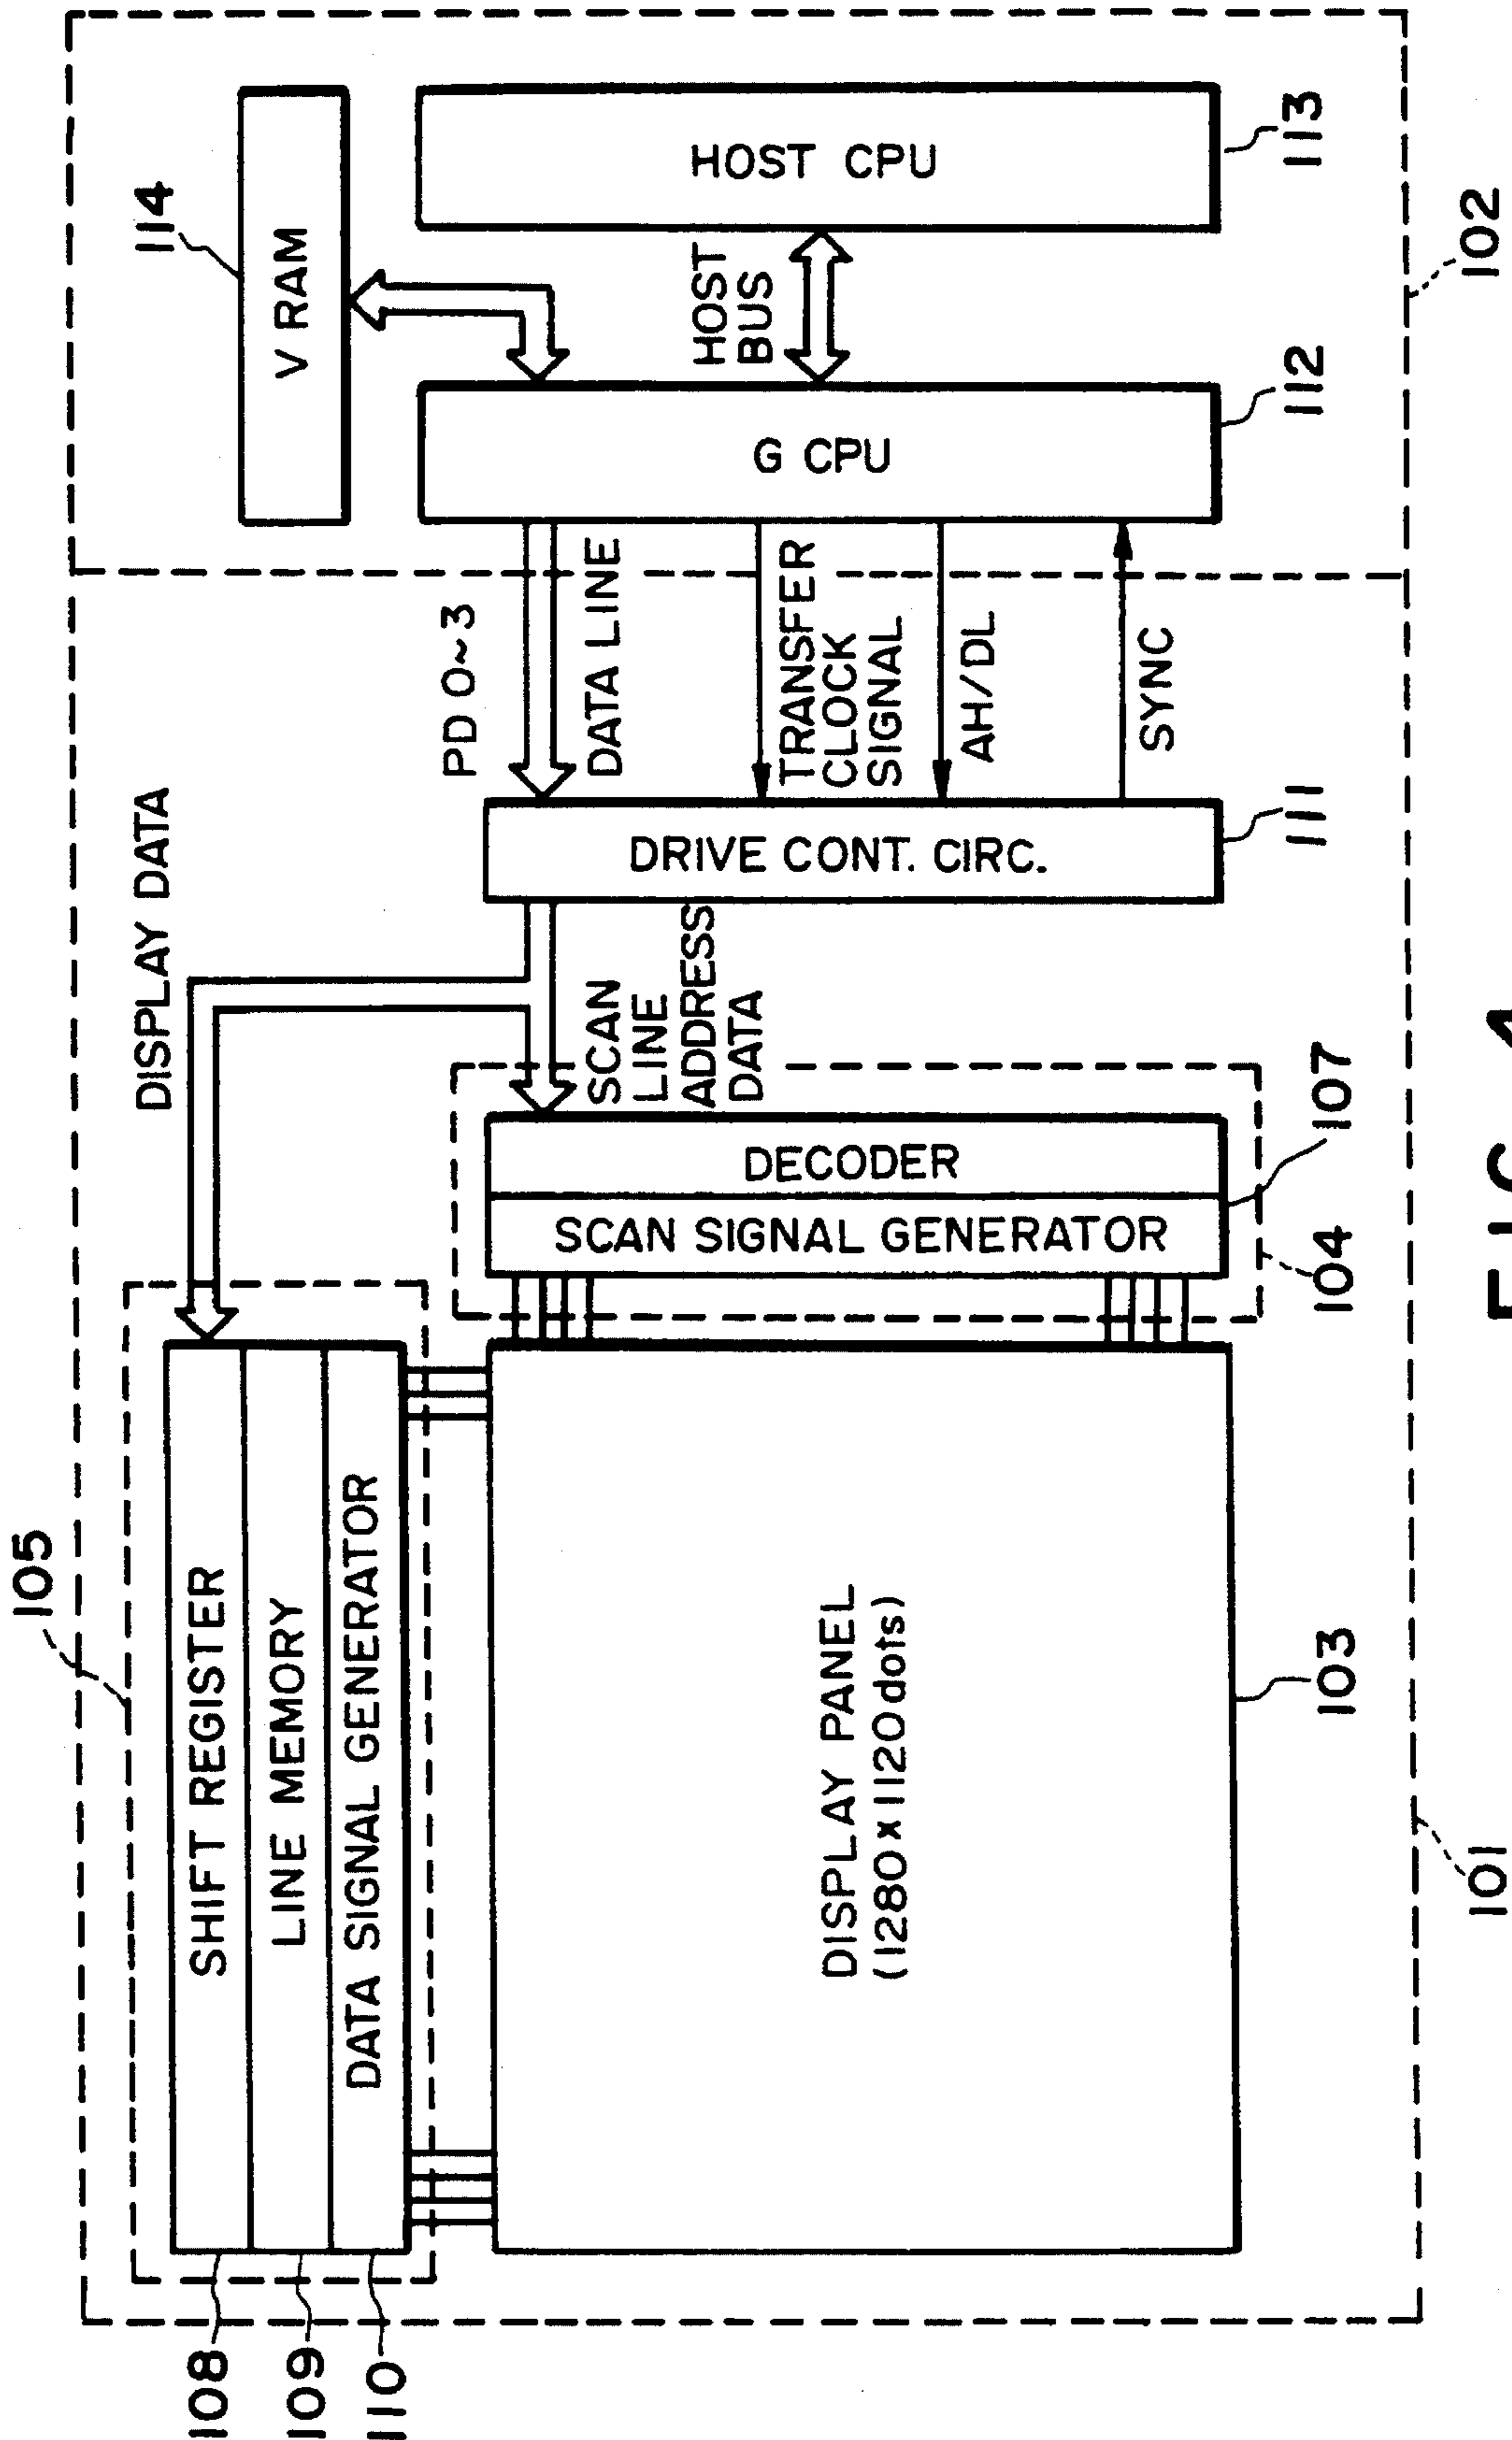 105
108
109
110
SHIFT REGISTER
LINE MEMORY
DATA SIGNAL GENERATOR
DISPLAY DATA
114
V RAM
DISPLAY PANEL
(1280 x 1120 dots)
103
SCAN SIGNAL GENERATOR
DECODER
104
107
SCAN
LINE
ADDRESS
DATA
DRIVE CONT. CIRC.
111
PD 0~3
DATA LINE
TRANSFER
CLOCK
SIGNAL
AH/DL
SYNC
G CPU
112
HOST
BUS
HOST CPU
113
101
102
FIG